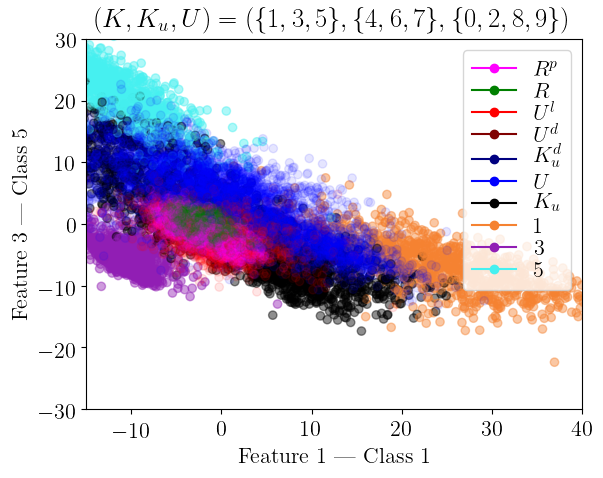 (K, K_u, U) = ({1, 3, 5}, {4, 6, 7}, {0, 2, 8, 9})
Feature 3 — Class 5
30
20
10
0
−10
−20
−30
R^p
R
U^l
U^d
K_u^d
U
K_u
1
3
5
−10 0 10 20 30 40
Feature 1 — Class 1